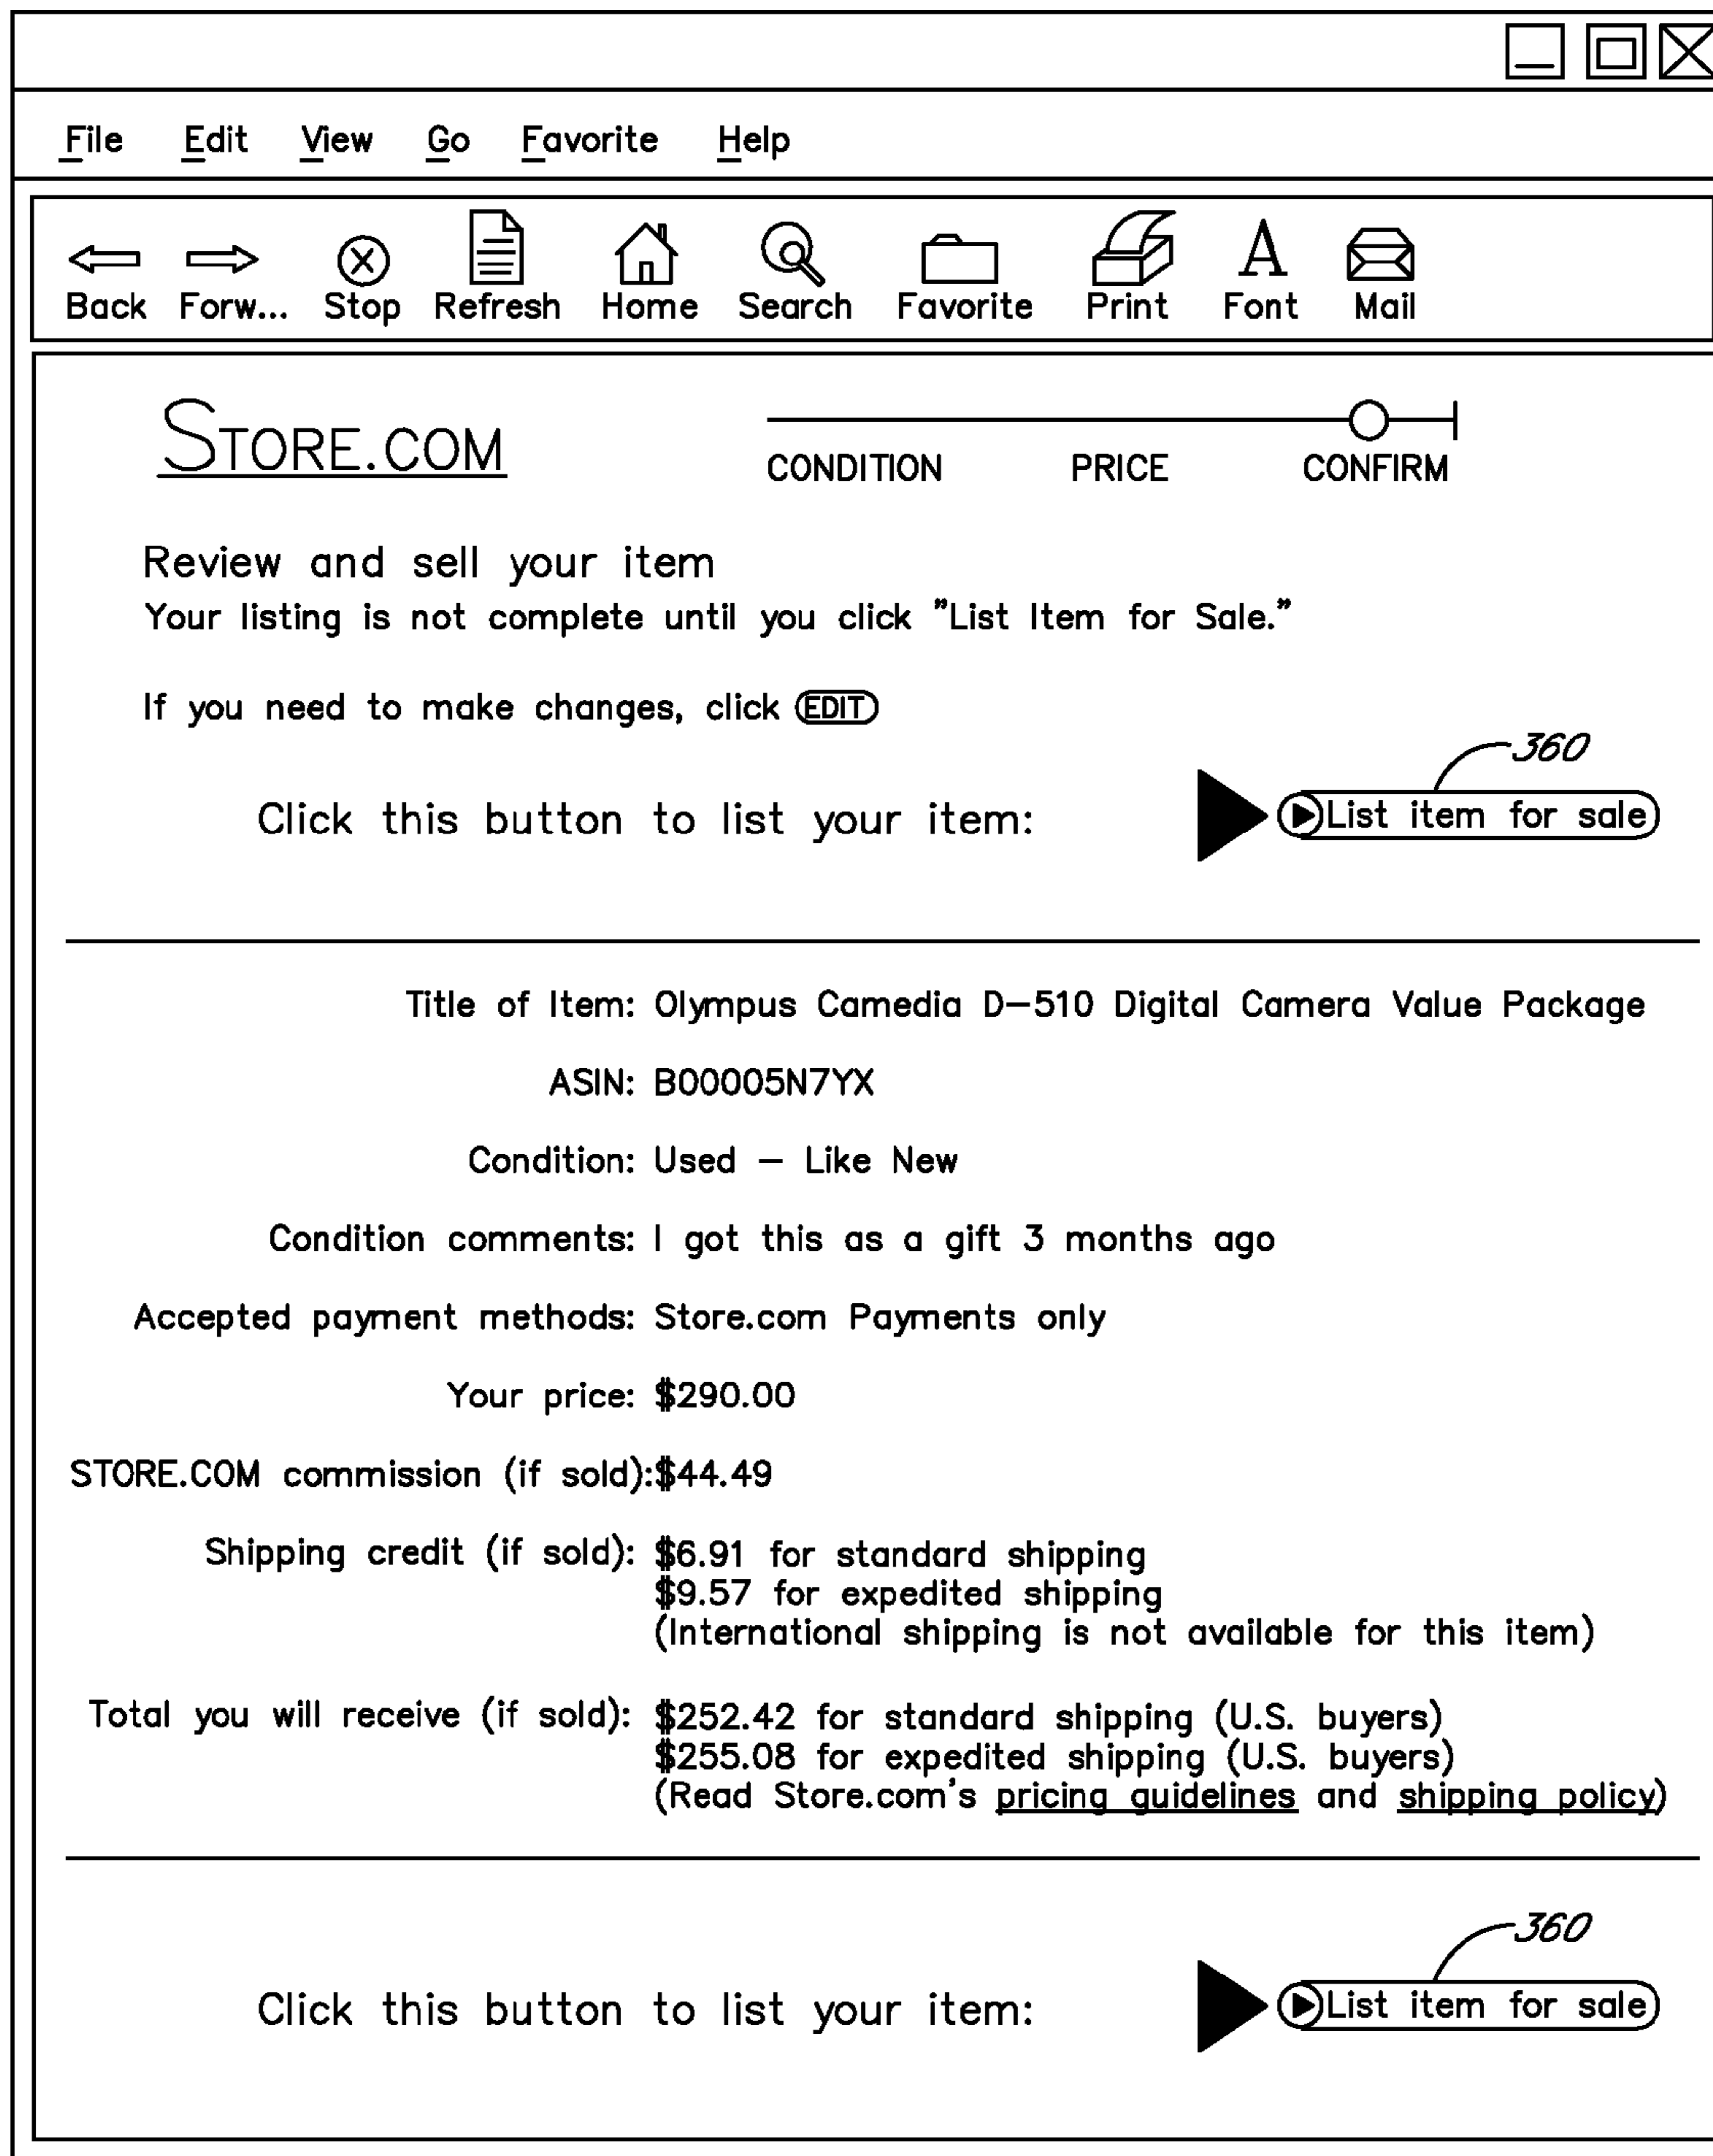 File Edit View Go Favorite Help
Back Forw... Stop Refresh Home Search Favorite Print Font Mail
STORE.COM
CONDITION PRICE CONFIRM
Review and sell your item
Your listing is not complete until you click "List Item for Sale."
If you need to make changes, click EDIT
360
Click this button to list your item: List item for sale
Title of Item: Olympus Camedia D-510 Digital Camera Value Package
ASIN: B00005N7YX
Condition: Used - Like New
Condition comments: I got this as a gift 3 months ago
Accepted payment methods: Store.com Payments only
Your price: $290.00
STORE.COM commission (if sold):$44.49
Shipping credit (if sold): $6.91 for standard shipping
$9.57 for expedited shipping
(International shipping is not available for this item)
Total you will receive (if sold): $252.42 for standard shipping (U.S. buyers)
$255.08 for expedited shipping (U.S. buyers)
(Read Store.com's pricing guidelines and shipping policy)
360
Click this button to list your item: List item for sale